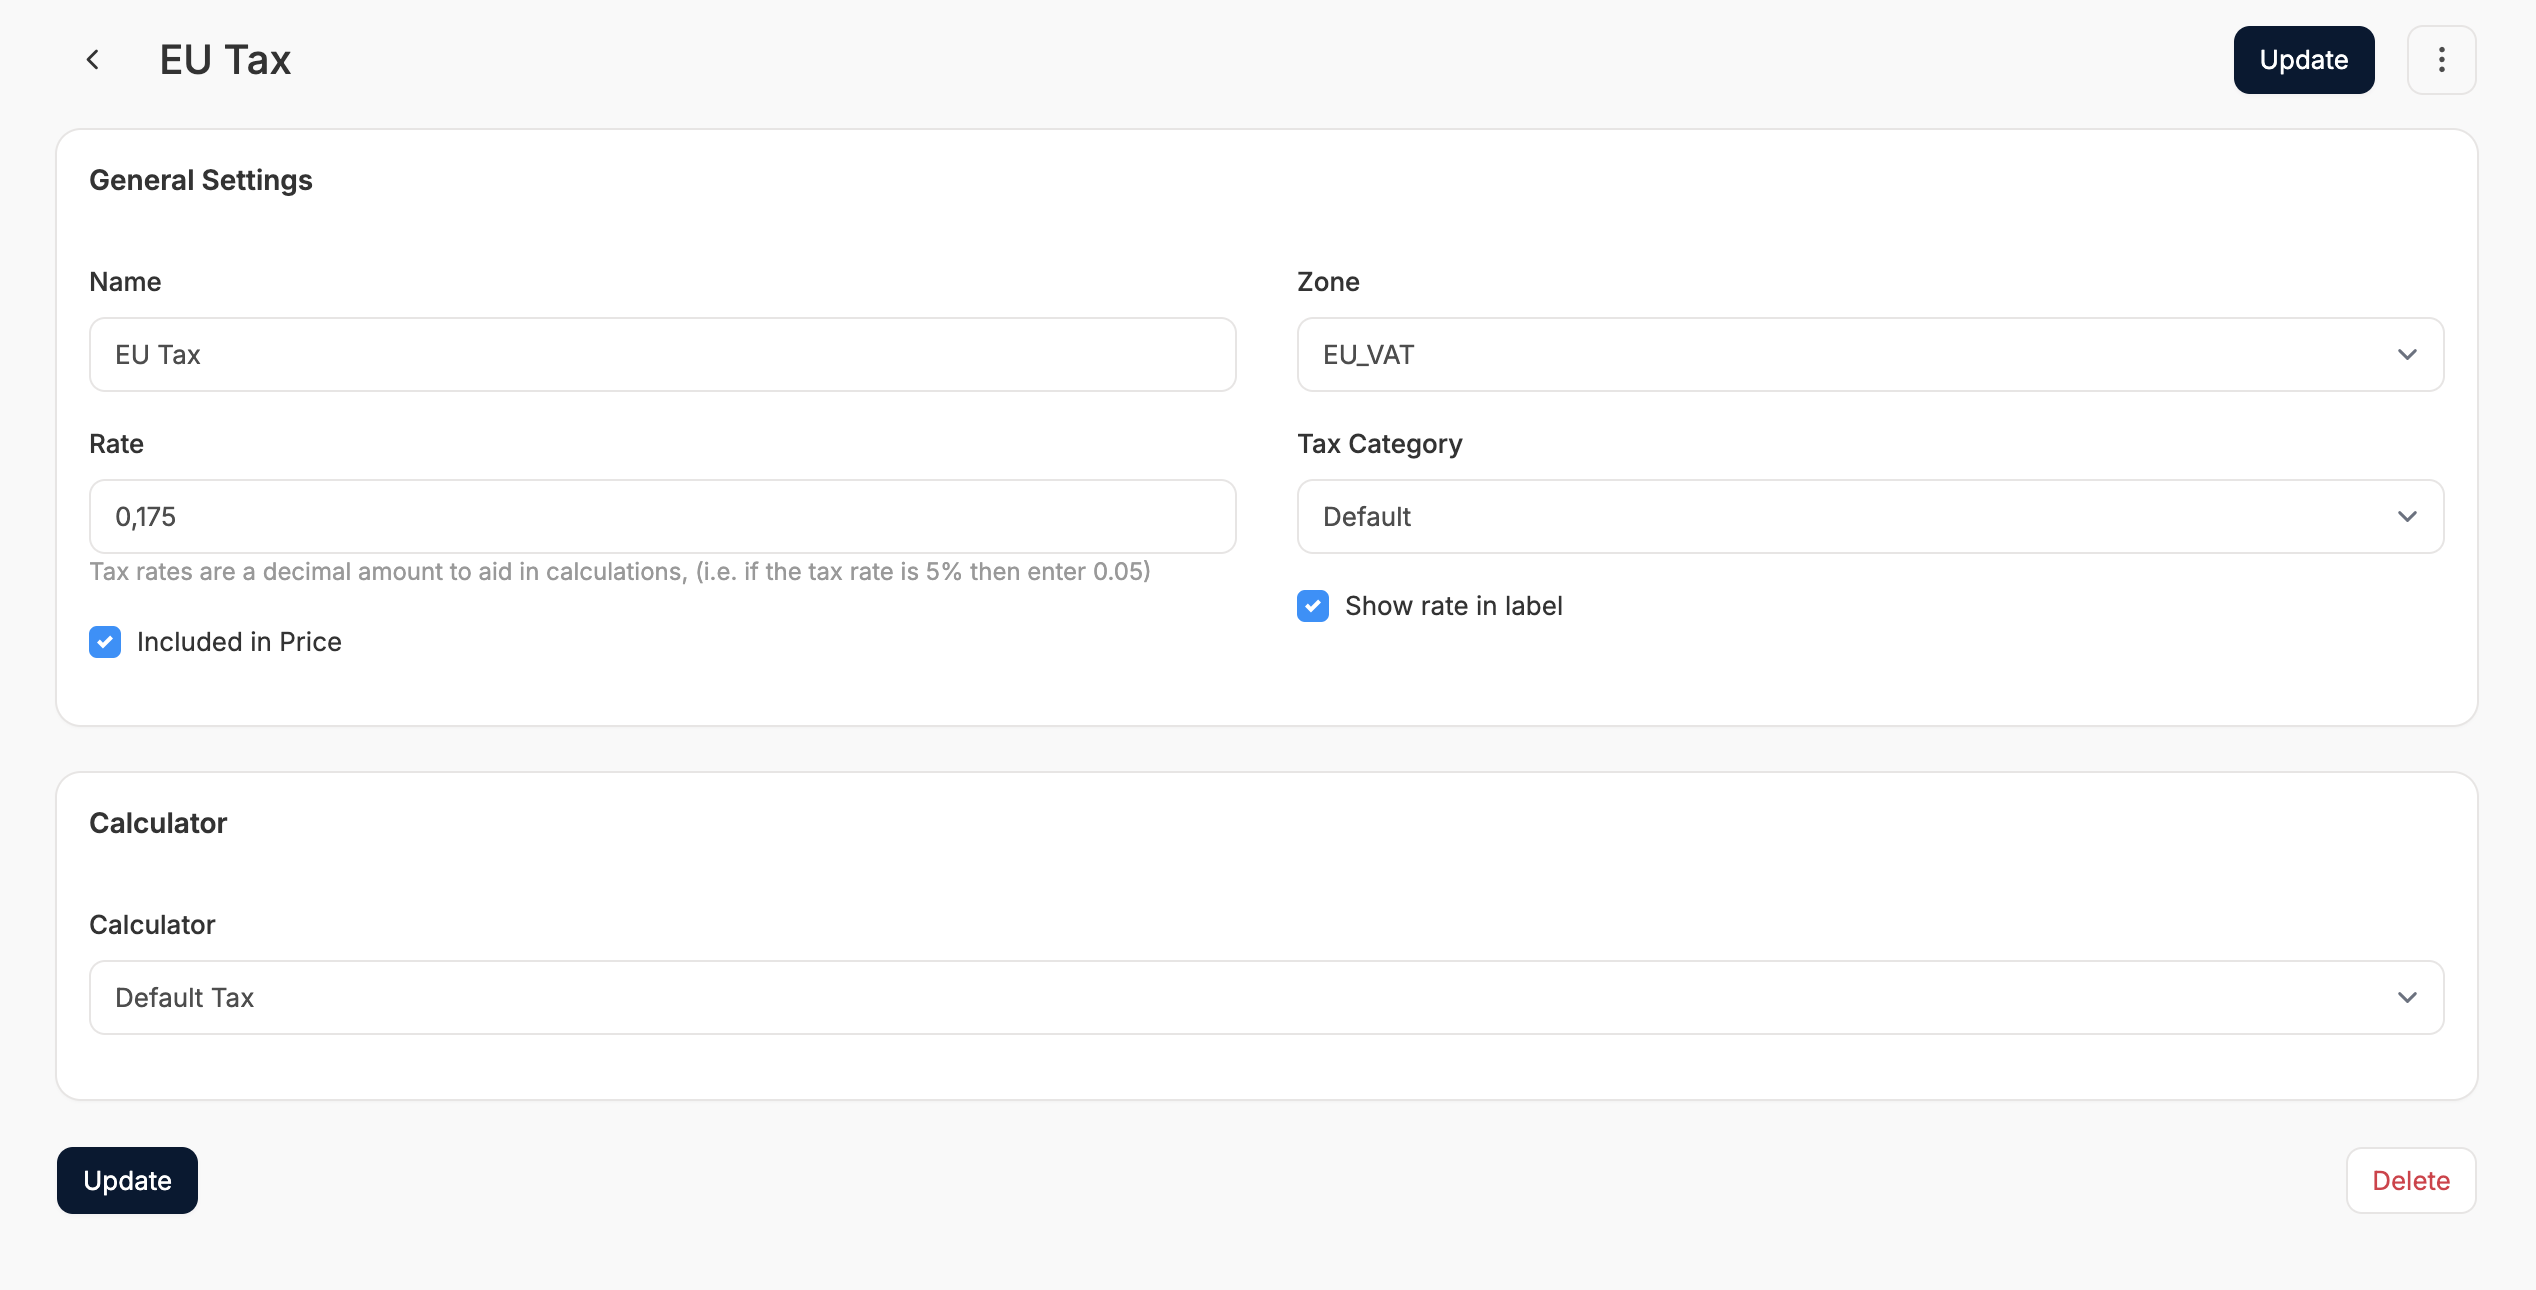 EU Tax
Update
General Settings
Name
EU Tax
Zone
EU_VAT
Rate
0,175
Tax rates are a decimal amount to aid in calculations, (i.e. if the tax rate is 5% then enter 0.05)
Included in Price
Tax Category
Default
Show rate in label
Calculator
Calculator
Default Tax
Update
Delete